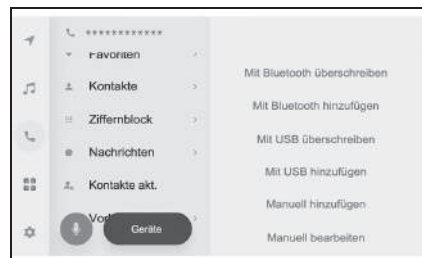 ************
Favoriten
Kontakte
Ziffernblock
Nachrichten
Kontakte akt.
Geräte
Mit Bluetooth überschreiben
Mit Bluetooth hinzufügen
Mit USB überschreiben
Mit USB hinzufügen
Manuell hinzufügen
Manuell bearbeiten